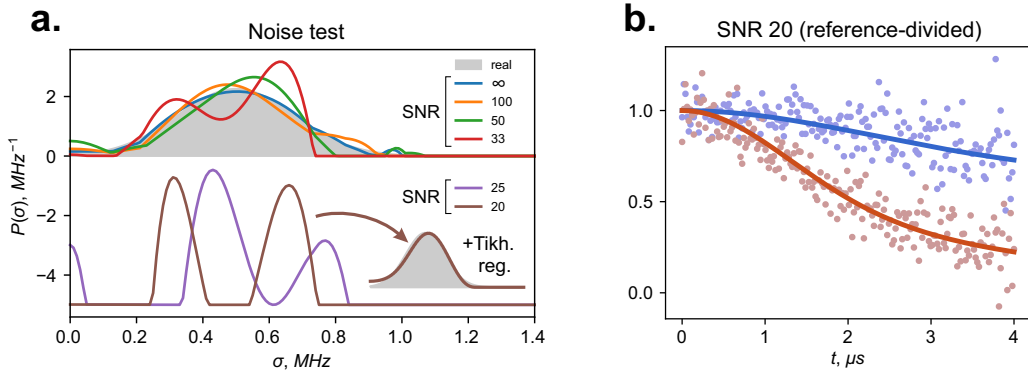 a.
Noise test
P(σ), MHz⁻¹
2
0
−2
−4
real
SNR
∞
100
50
33
SNR
25
20
+Tikh.
reg.
0.0 0.2 0.4 0.6 0.8 1.0 1.2 1.4
σ, MHz
b.
SNR 20 (reference-divided)
1.0
0.5
0.0
0 1 2 3 4
t, μs